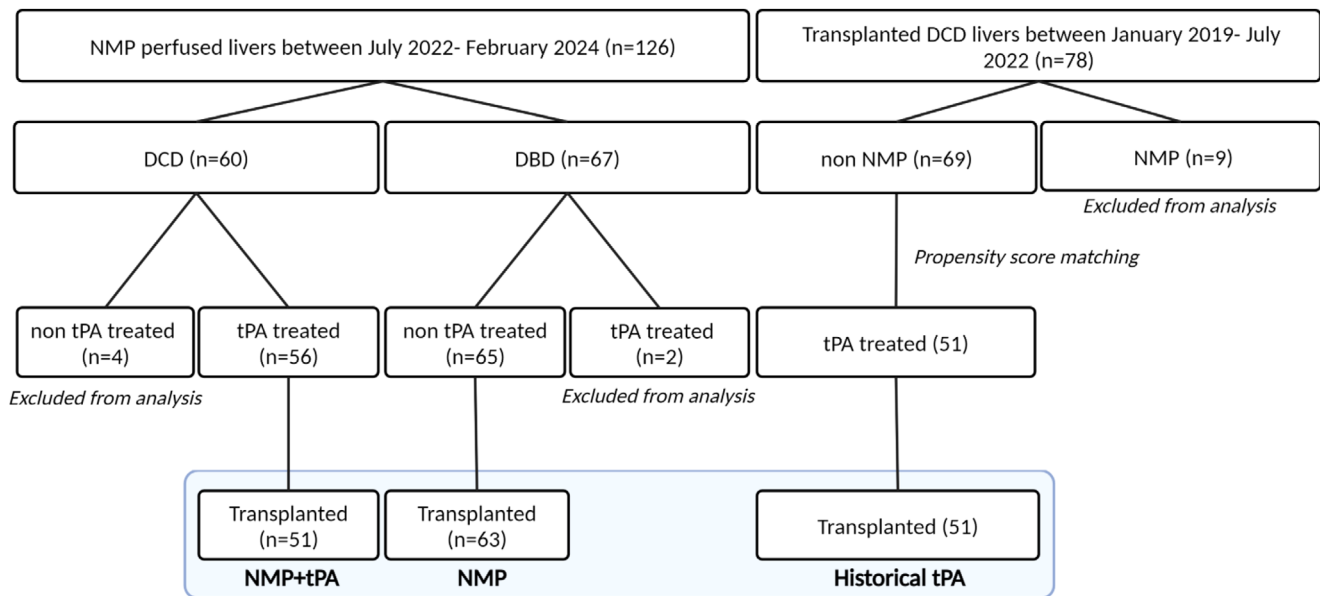 NMP perfused livers between July 2022- February 2024 (n=126)
Transplanted DCD livers between January 2019- July
2022 (n=78)
DCD (n=60)
DBD (n=67)
non NMP (n=69)
NMP (n=9)
Excluded from analysis
Propensity score matching
non tPA treated
(n=4)
tPA treated
(n=56)
non tPA treated
(n=65)
tPA treated
(n=2)
tPA treated (51)
Excluded from analysis
Excluded from analysis
Transplanted
(n=51)
Transplanted
(n=63)
Transplanted (51)
NMP+tPA
NMP
Historical tPA